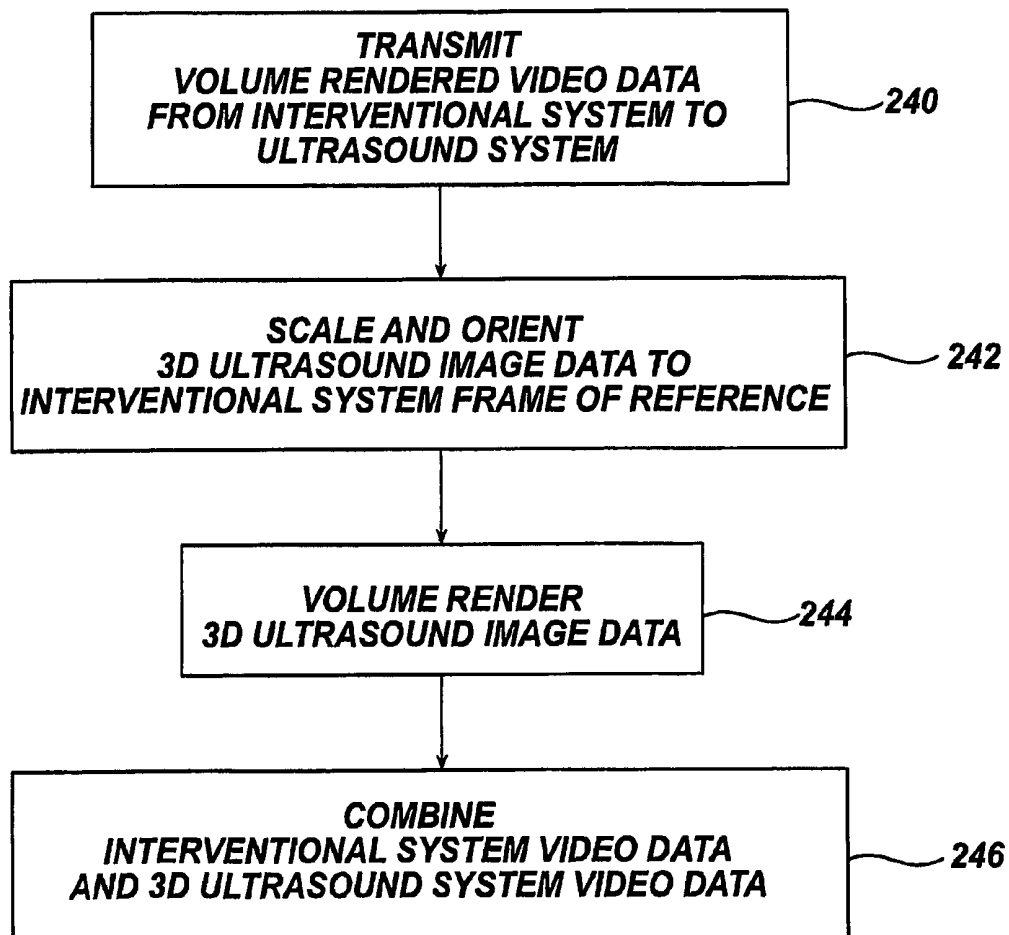 TRANSMIT
VOLUME RENDERED VIDEO DATA
FROM INTERVENTIONAL SYSTEM TO
ULTRASOUND SYSTEM
240
SCALE AND ORIENT
3D ULTRASOUND IMAGE DATA TO
INTERVENTIONAL SYSTEM FRAME OF REFERENCE
242
VOLUME RENDER
3D ULTRASOUND IMAGE DATA
244
COMBINE
INTERVENTIONAL SYSTEM VIDEO DATA
AND 3D ULTRASOUND SYSTEM VIDEO DATA
246